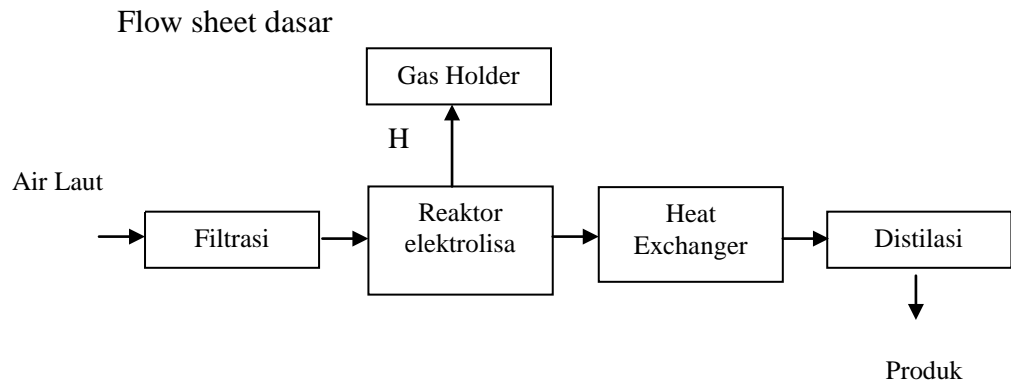 Flow sheet dasar
Gas Holder
H
Air Laut
Filtrasi
Reaktor
elektrolisa
Heat
Exchanger
Distilasi
Produk